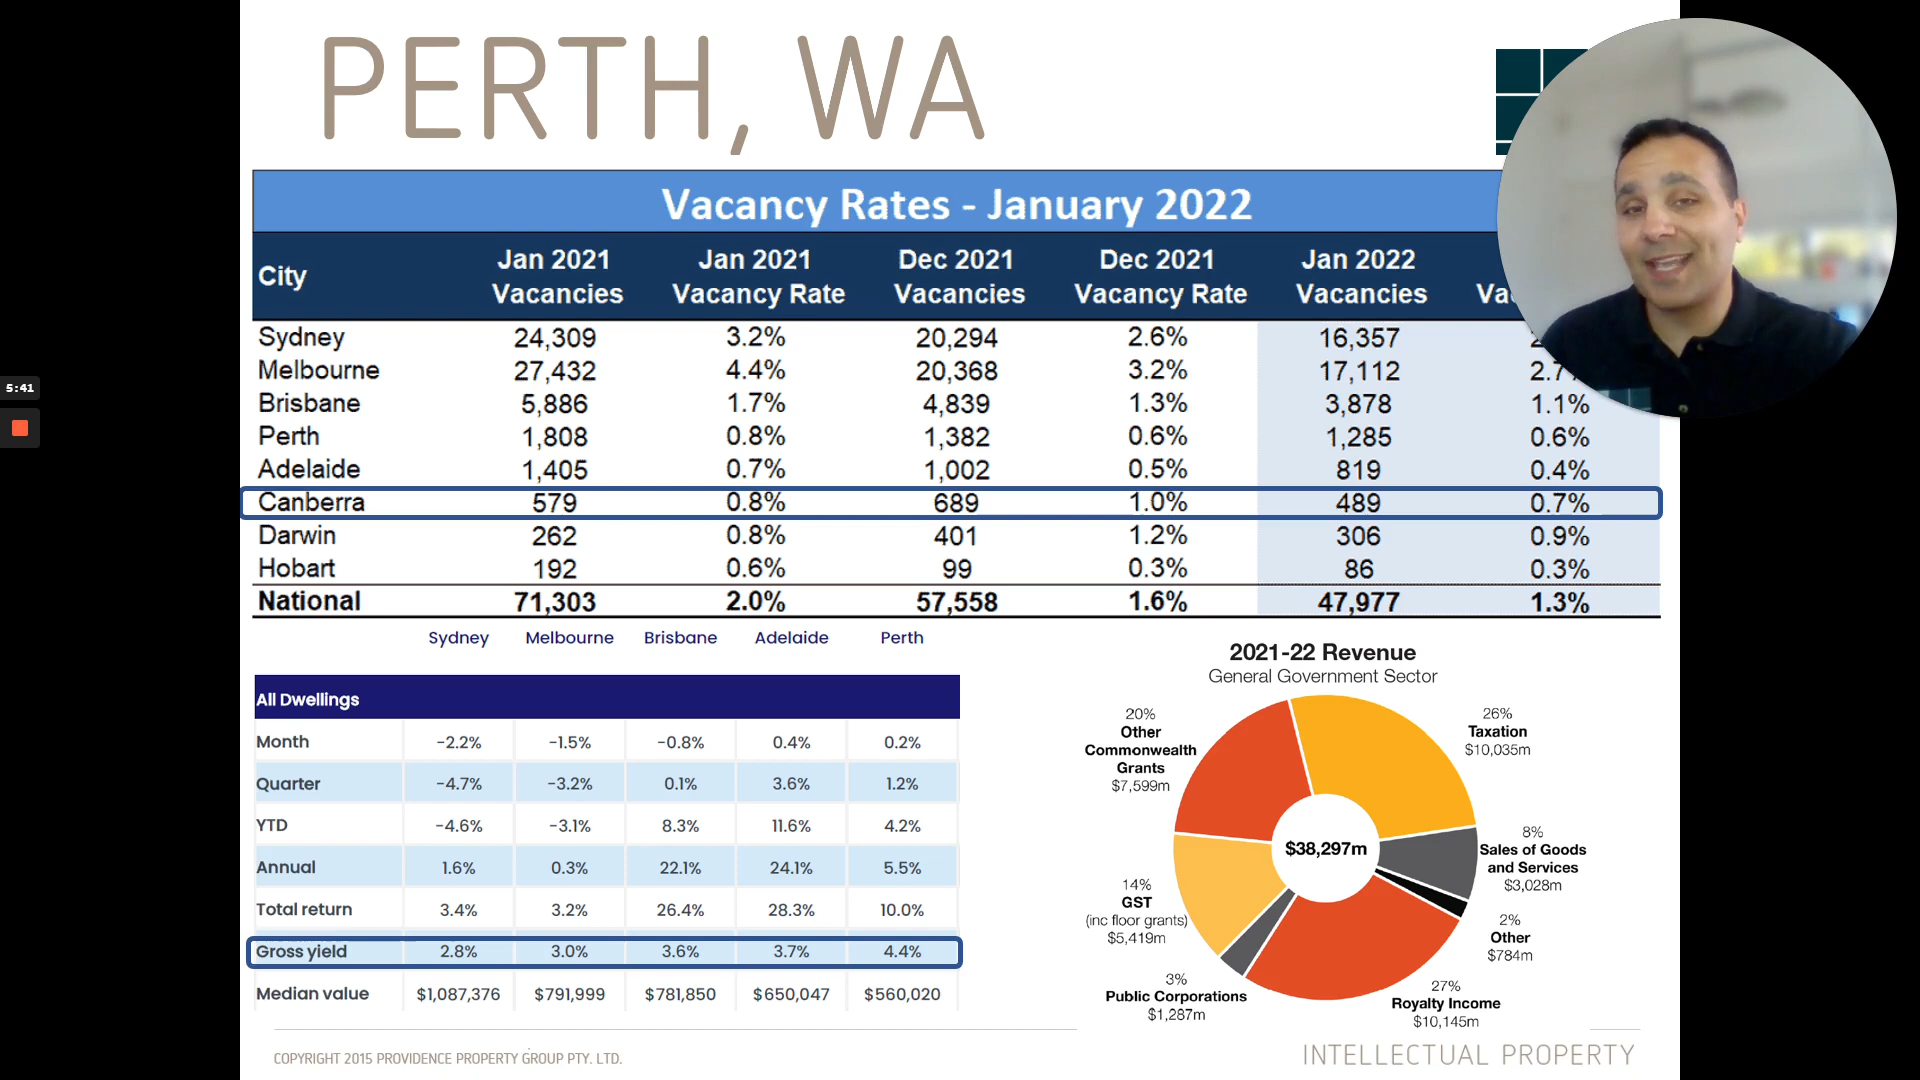 PERTH, WA
Vacancy Rates - January 2022
City Jan 2021 Vacancies Jan 2021 Vacancy Rate Dec 2021 Vacancies Dec 2021 Vacancy Rate Jan 2022 Vacancies
Sydney 24,309 3.2% 20,294 2.6% 16,357
Melbourne 27,432 4.4% 20,368 3.2% 17,112 2.7
Brisbane 5,886 1.7% 4,839 1.3% 3,878 1.1%
Perth 1,808 0.8% 1,382 0.6% 1,285 0.6%
Adelaide 1,405 0.7% 1,002 0.5% 819 0.4%
Canberra 579 0.8% 689 1.0% 489 0.7%
Darwin 262 0.8% 401 1.2% 306 0.9%
Hobart 192 0.6% 99 0.3% 86 0.3%
National 71,303 2.0% 57,558 1.6% 47,977 1.3%
Sydney Melbourne Brisbane Adelaide Perth
All Dwellings
Month -2.2% -1.5% -0.8% 0.4% 0.2%
Quarter -4.7% -3.2% 0.1% 3.6% 1.2%
YTD -4.6% -3.1% 8.3% 11.6% 4.2%
Annual 1.6% 0.3% 22.1% 24.1% 5.5%
Total return 3.4% 3.2% 26.4% 28.3% 10.0%
Gross yield 2.8% 3.0% 3.6% 3.7% 4.4%
Median value $1,087,376 $791,999 $781,850 $650,047 $560,020
2021-22 Revenue
General Government Sector
20%
Other
Commonwealth
Grants
$7,599m
26%
Taxation
$10,035m
$38,297m
8%
Sales of Goods
and Services
$3,028m
14%
GST
(inc floor grants)
$5,419m
2%
Other
$784m
3%
Public Corporations
$1,287m
27%
Royalty Income
$10,145m
COPYRIGHT 2015 PROVIDENCE PROPERTY GROUP PTY. LTD.
INTELLECTUAL PROPERTY
5:41